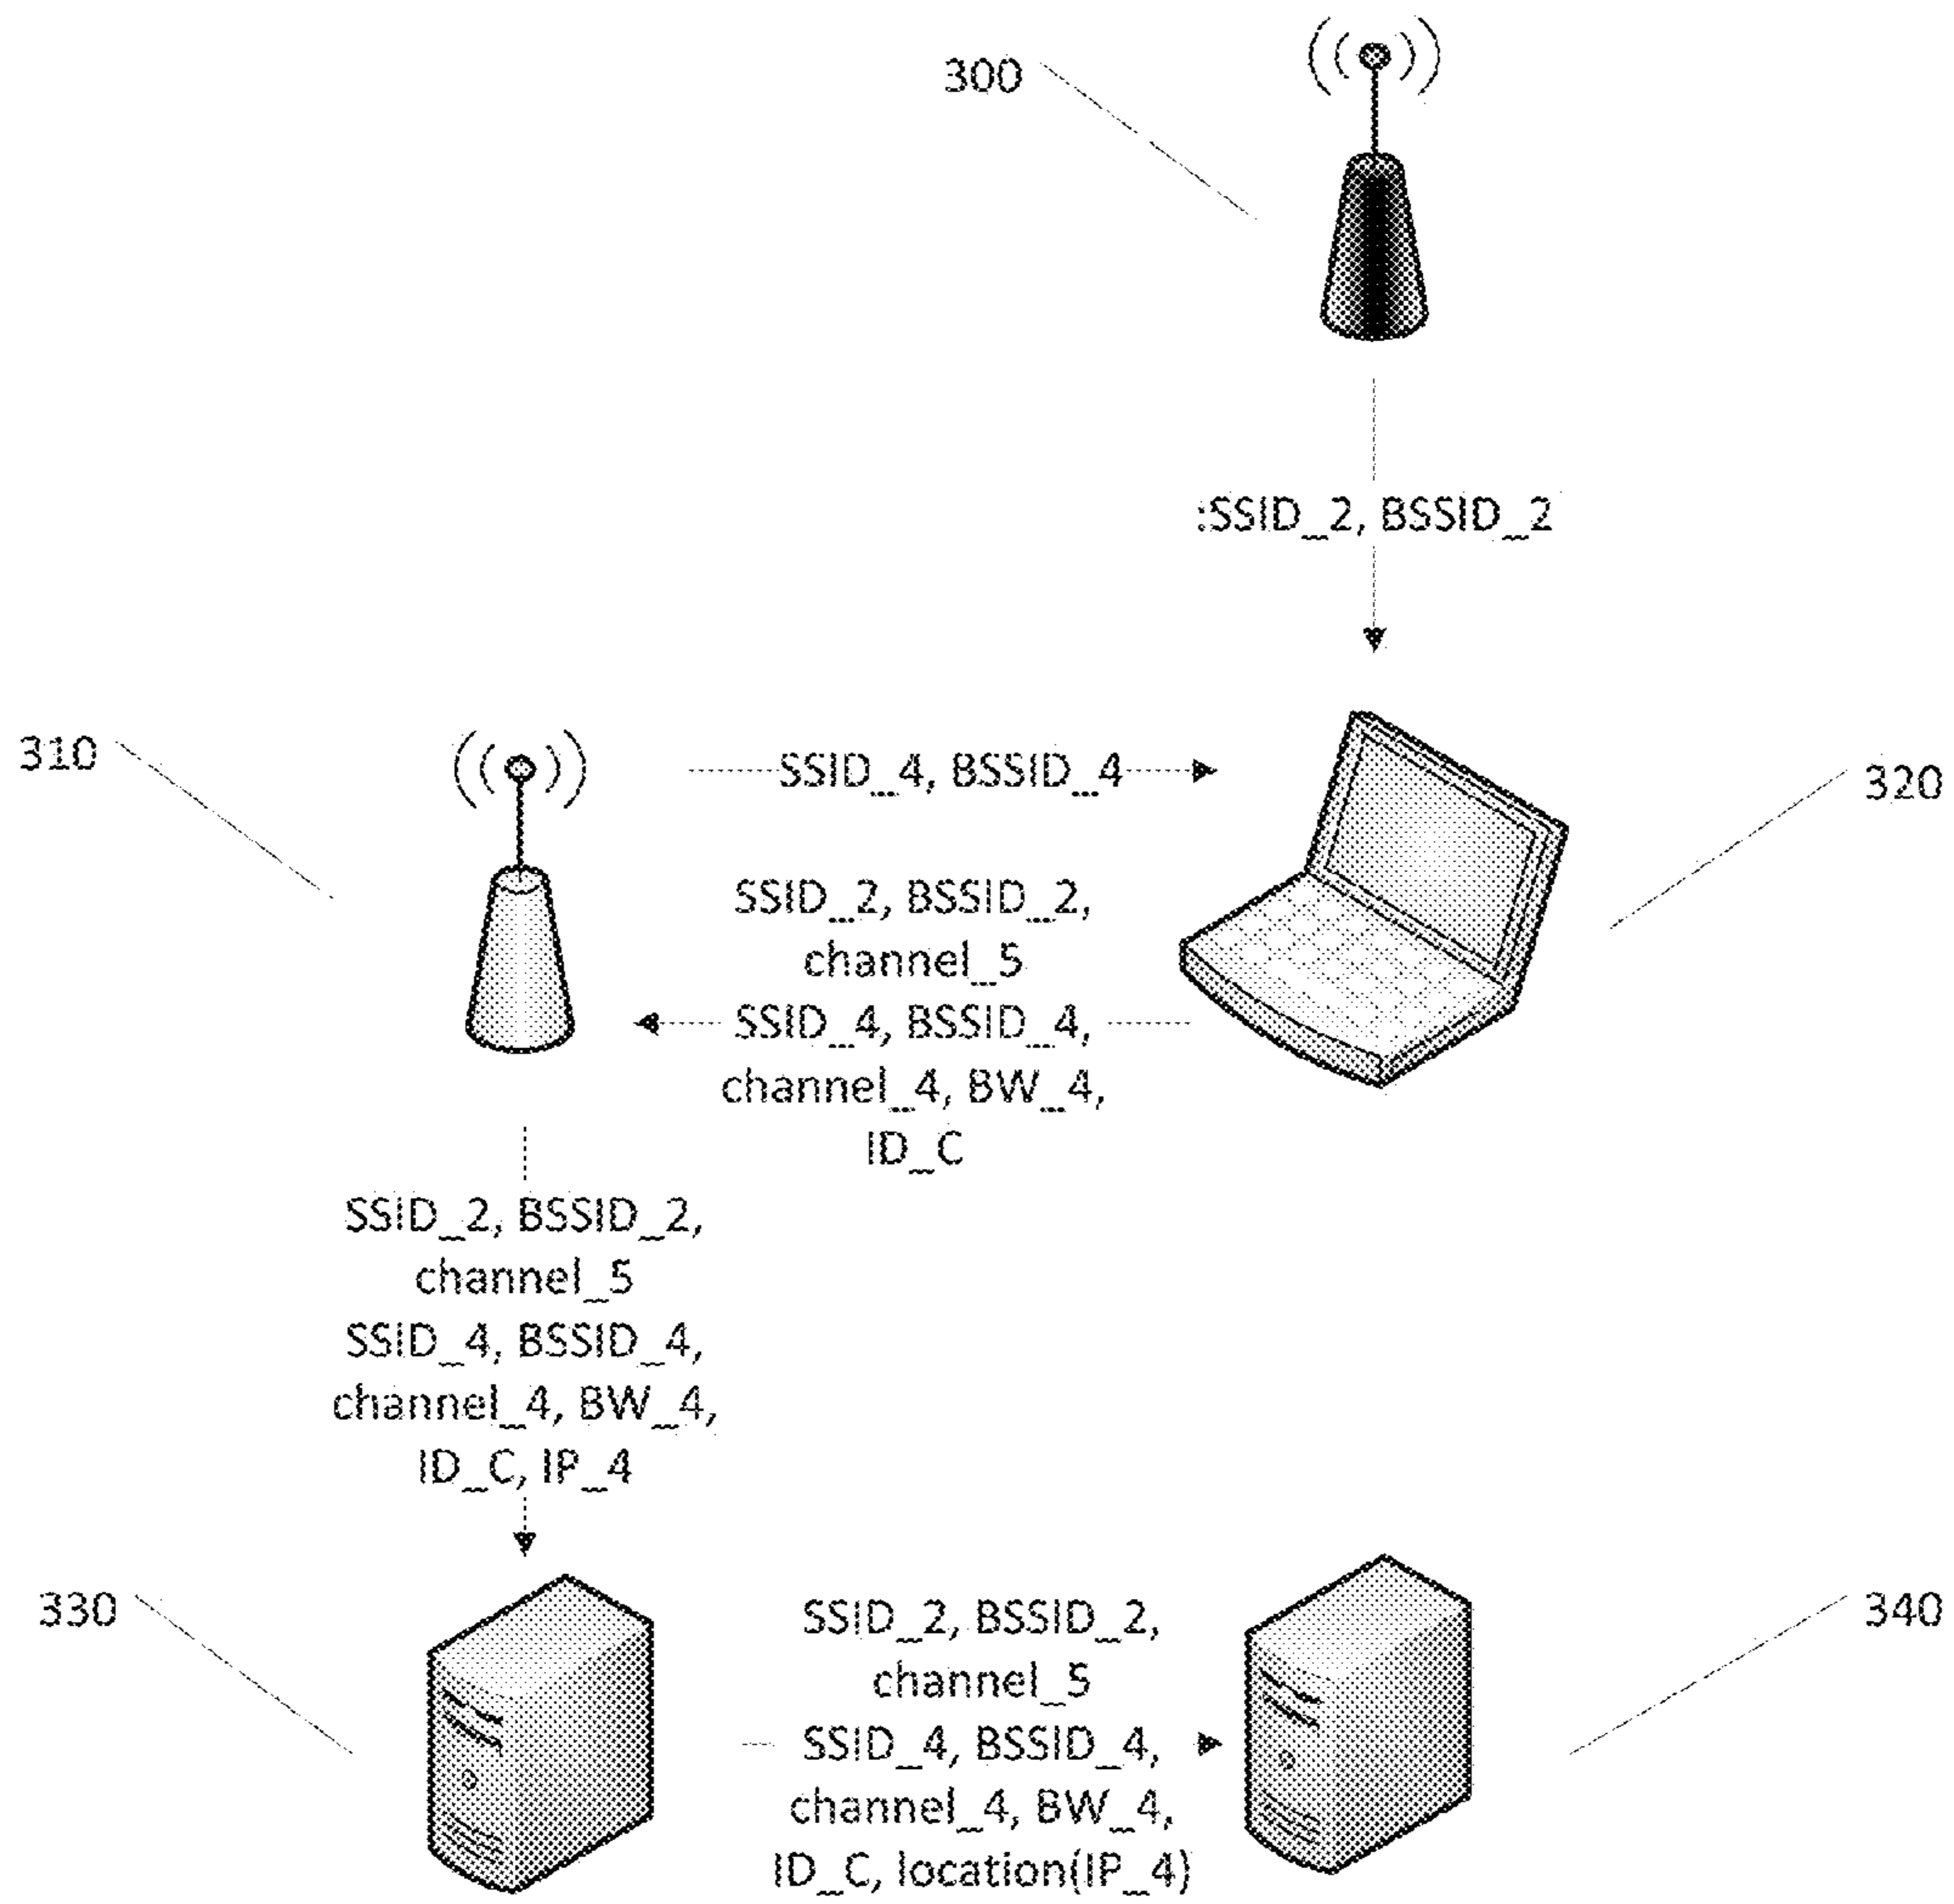 300
:SSID_2, BSSID_2
310
SSID_4, BSSID_4
320
SSID_2, BSSID_2,
channel_5
SSID_4, BSSID_4,
channel_4, BW_4,
ID_C
SSID_2, BSSID_2,
channel_5
SSID_4, BSSID_4,
channel_4, BW_4,
ID_C, IP_4
330
SSID_2, BSSID_2,
channel_5
SSID_4, BSSID_4,
channel_4, BW_4,
ID_C, location(IP_4)
340